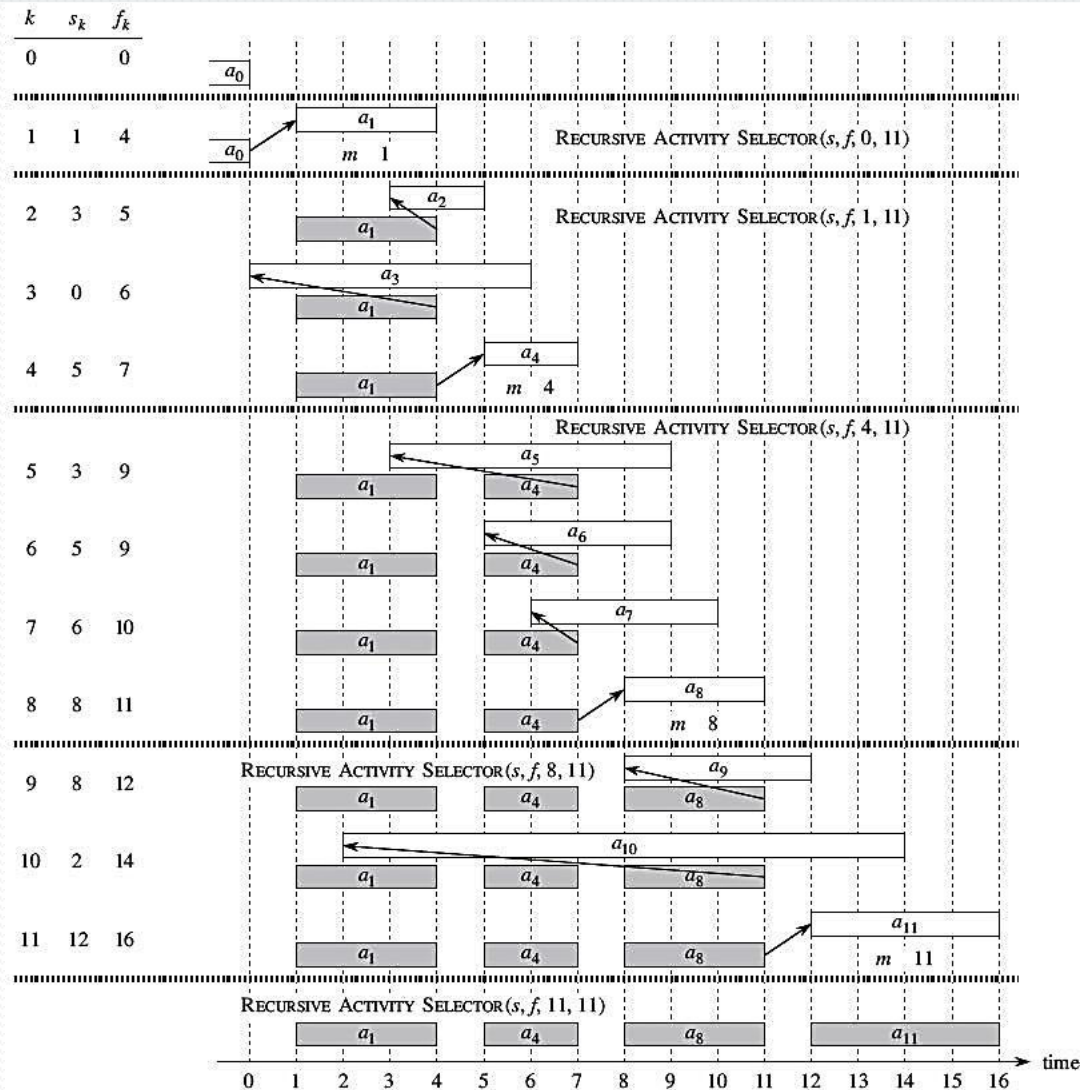 k s_k f_k
0 0
a_0
1 1 4
a_1
a_0
m 1
RECURSIVE ACTIVITY SELECTOR(s, f, 0, 11)
2 3 5
a_2
a_1
RECURSIVE ACTIVITY SELECTOR(s, f, 1, 11)
3 0 6
a_3
a_1
4 5 7
a_4
a_1
m 4
RECURSIVE ACTIVITY SELECTOR(s, f, 4, 11)
5 3 9
a_5
a_1 a_4
6 5 9
a_6
a_1 a_4
7 6 10
a_7
a_1 a_4
8 8 11
a_8
a_1 a_4
m 8
RECURSIVE ACTIVITY SELECTOR(s, f, 8, 11)
9 8 12
a_9
a_1 a_4 a_8
10 2 14
a_10
a_1 a_4 a_8
11 12 16
a_11
a_1 a_4 a_8
m 11
RECURSIVE ACTIVITY SELECTOR(s, f, 11, 11)
a_1 a_4 a_8 a_11
time
0 1 2 3 4 5 6 7 8 9 10 11 12 13 14 15 16